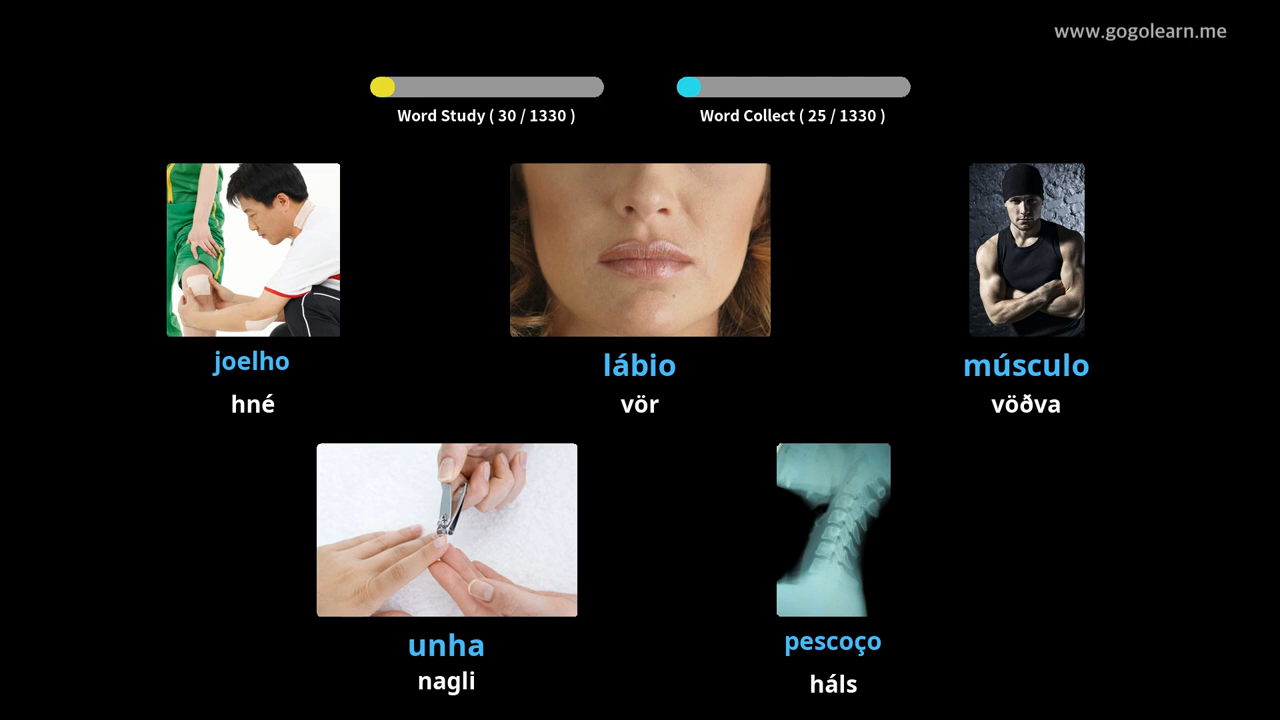 www.gogolearn.me
Word Study ( 30 / 1330 )
Word Collect ( 25 / 1330 )
joelho
hné
lábio
vör
músculo
vöðva
unha
nagli
pescoço
háls